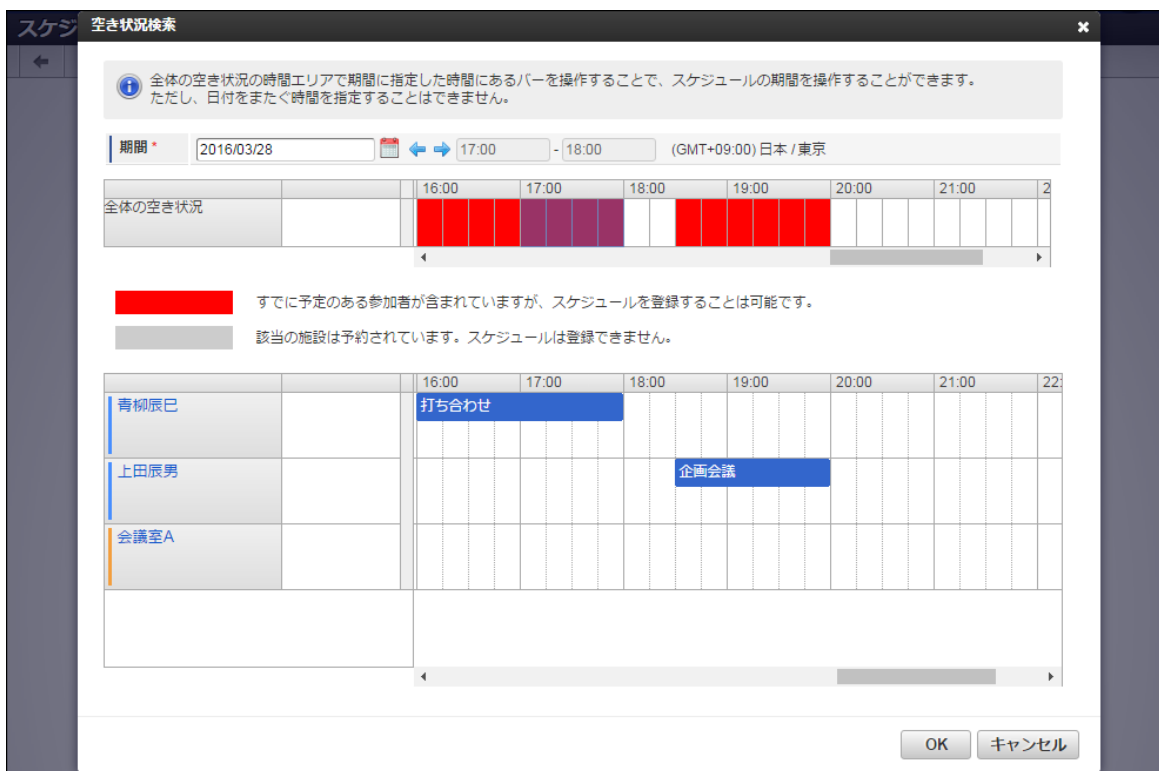 スケジ
空き状況検索
全体の空き状況の時間エリアで期間に指定した時間にあるバーを操作することで、スケジュールの期間を操作することができます。
ただし、日付をまたぐ時間を指定することはできません。
期間* 2016/03/28 17:00 - 18:00 (GMT+09:00) 日本 / 東京
16:00 17:00 18:00 19:00 20:00 21:00 2
全体の空き状況
すでに予定のある参加者が含まれていますが、スケジュールを登録することは可能です。
該当の施設は予約されています。スケジュールは登録できません。
16:00 17:00 18:00 19:00 20:00 21:00 22:
青柳辰巳 打ち合わせ
上田辰男 企画会議
会議室A
OK キャンセル